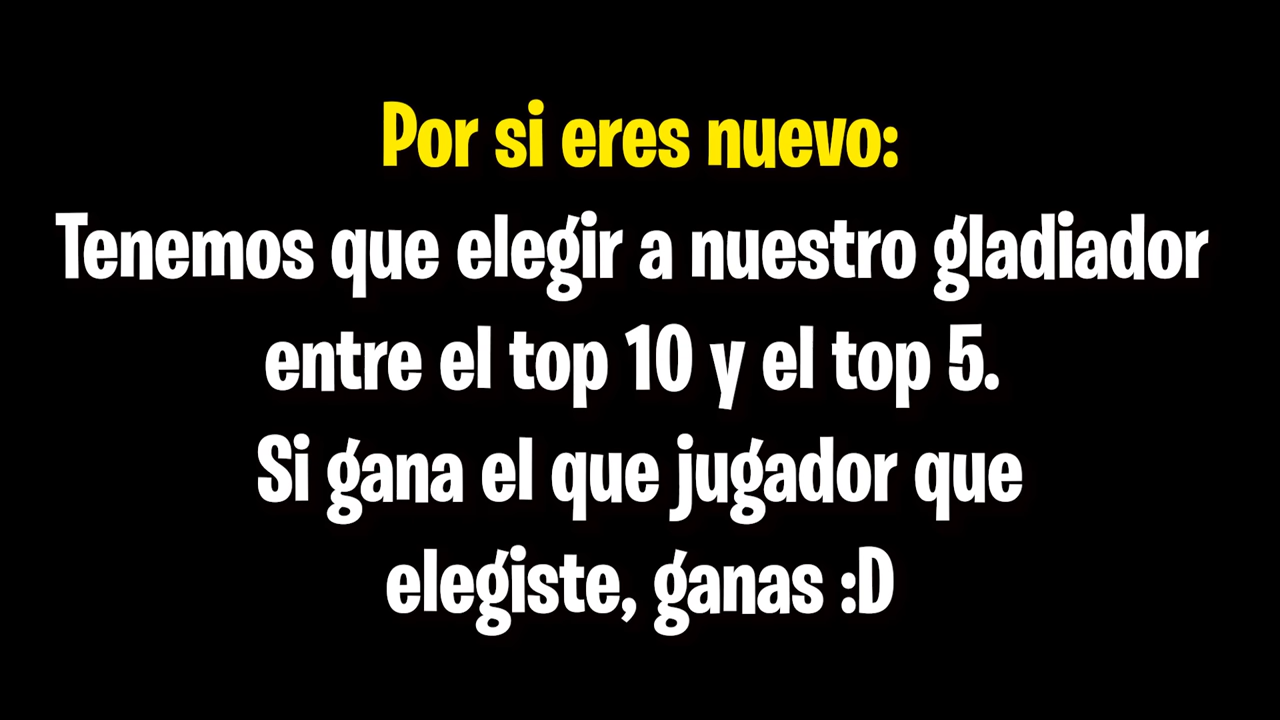 Por si eres nuevo:
Tenemos que elegir a nuestro gladiador
entre el top 10 y el top 5.
Si gana el que jugador que
elegiste, ganas :D